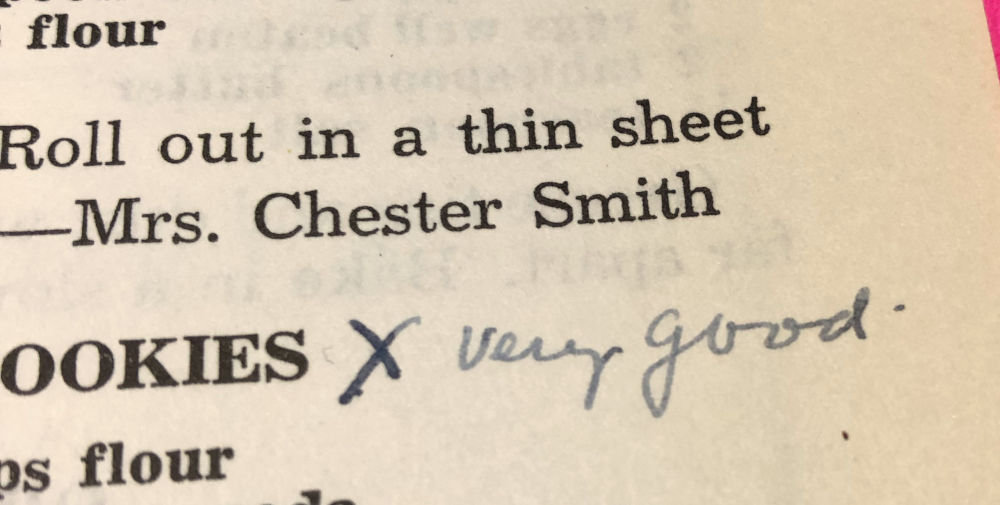 flour
Roll out in a thin sheet
—Mrs. Chester Smith
OOKIES X very good.
ps flour